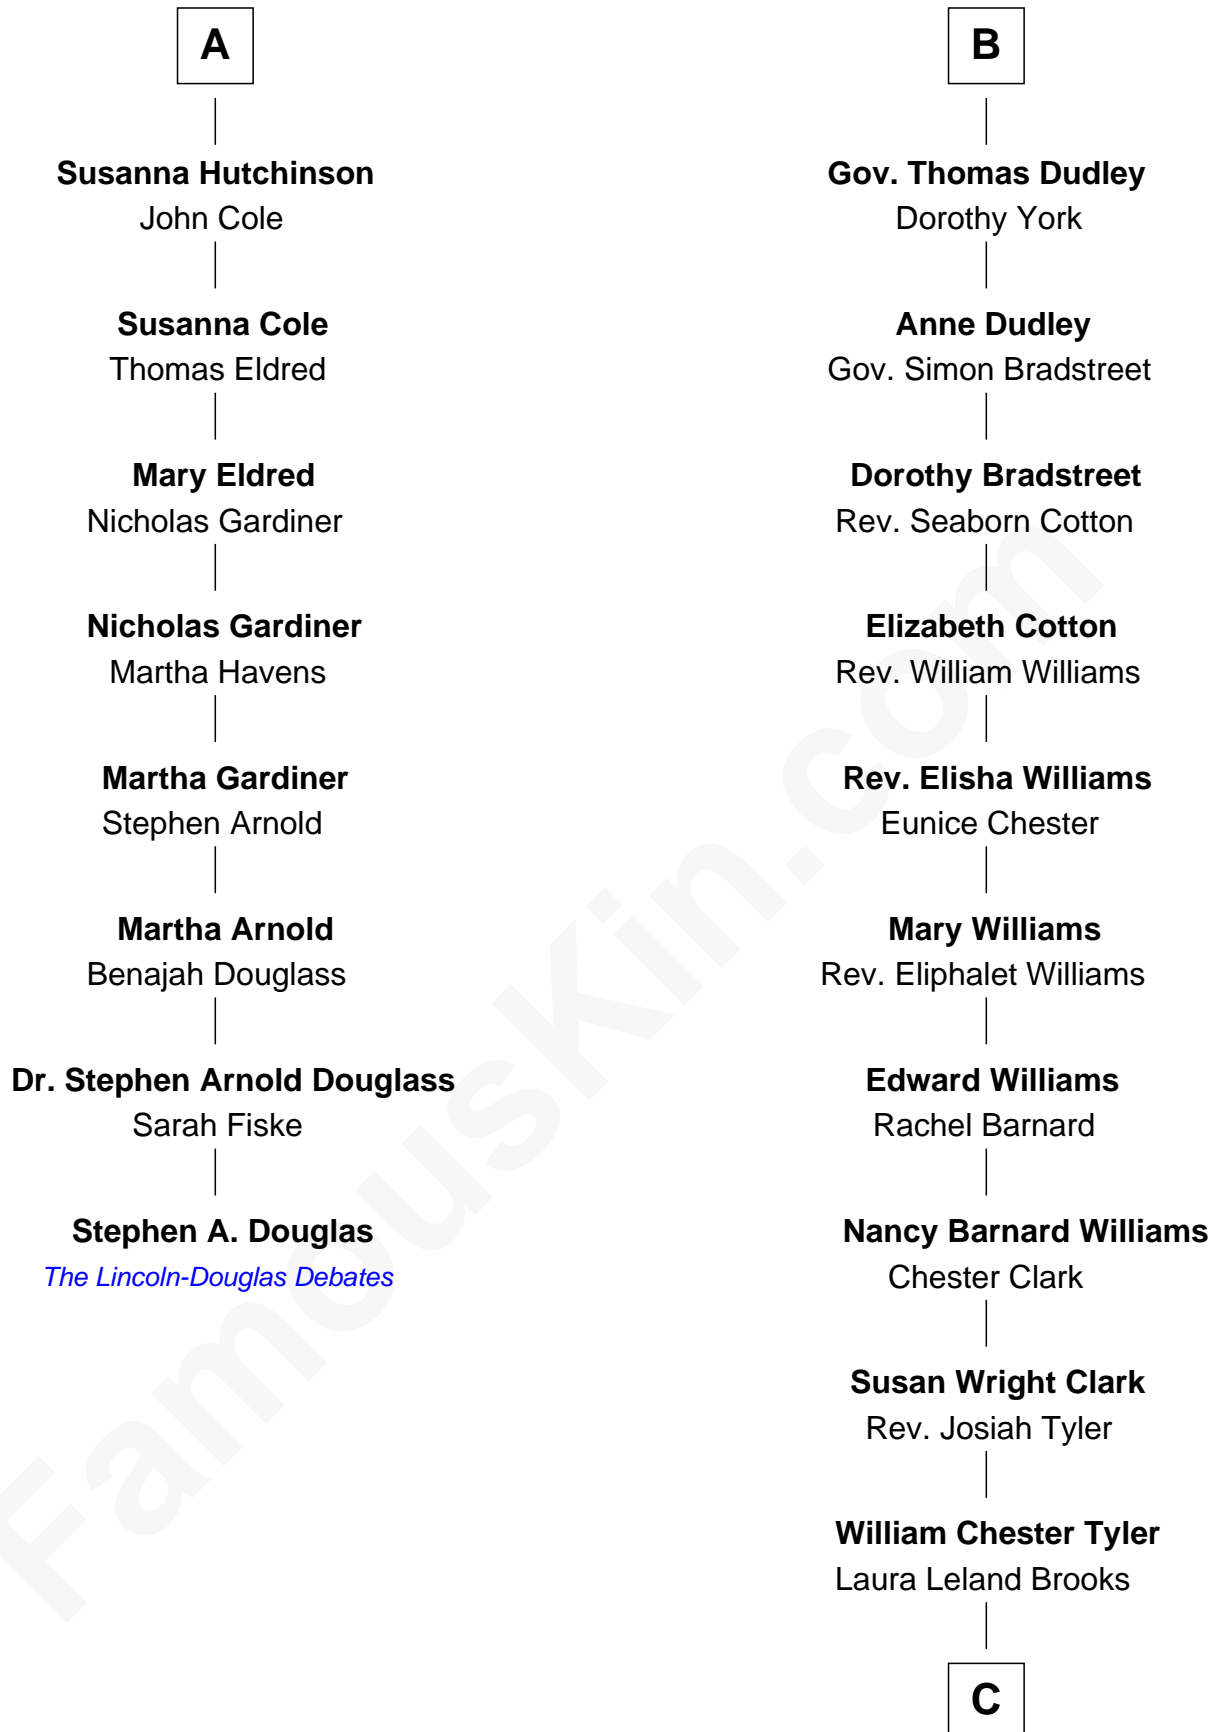 A
Susanna Hutchinson
John Cole
Susanna Cole
Thomas Eldred
Mary Eldred
Nicholas Gardiner
Nicholas Gardiner
Martha Havens
Martha Gardiner
Stephen Arnold
Martha Arnold
Benajah Douglass
Dr. Stephen Arnold Douglass
Sarah Fiske
Stephen A. Douglas
The Lincoln-Douglas Debates
B
Gov. Thomas Dudley
Dorothy York
Anne Dudley
Gov. Simon Bradstreet
Dorothy Bradstreet
Rev. Seaborn Cotton
Elizabeth Cotton
Rev. William Williams
Rev. Elisha Williams
Eunice Chester
Mary Williams
Rev. Eliphalet Williams
Edward Williams
Rachel Barnard
Nancy Barnard Williams
Chester Clark
Susan Wright Clark
Rev. Josiah Tyler
William Chester Tyler
Laura Leland Brooks
C
FamousKin.com